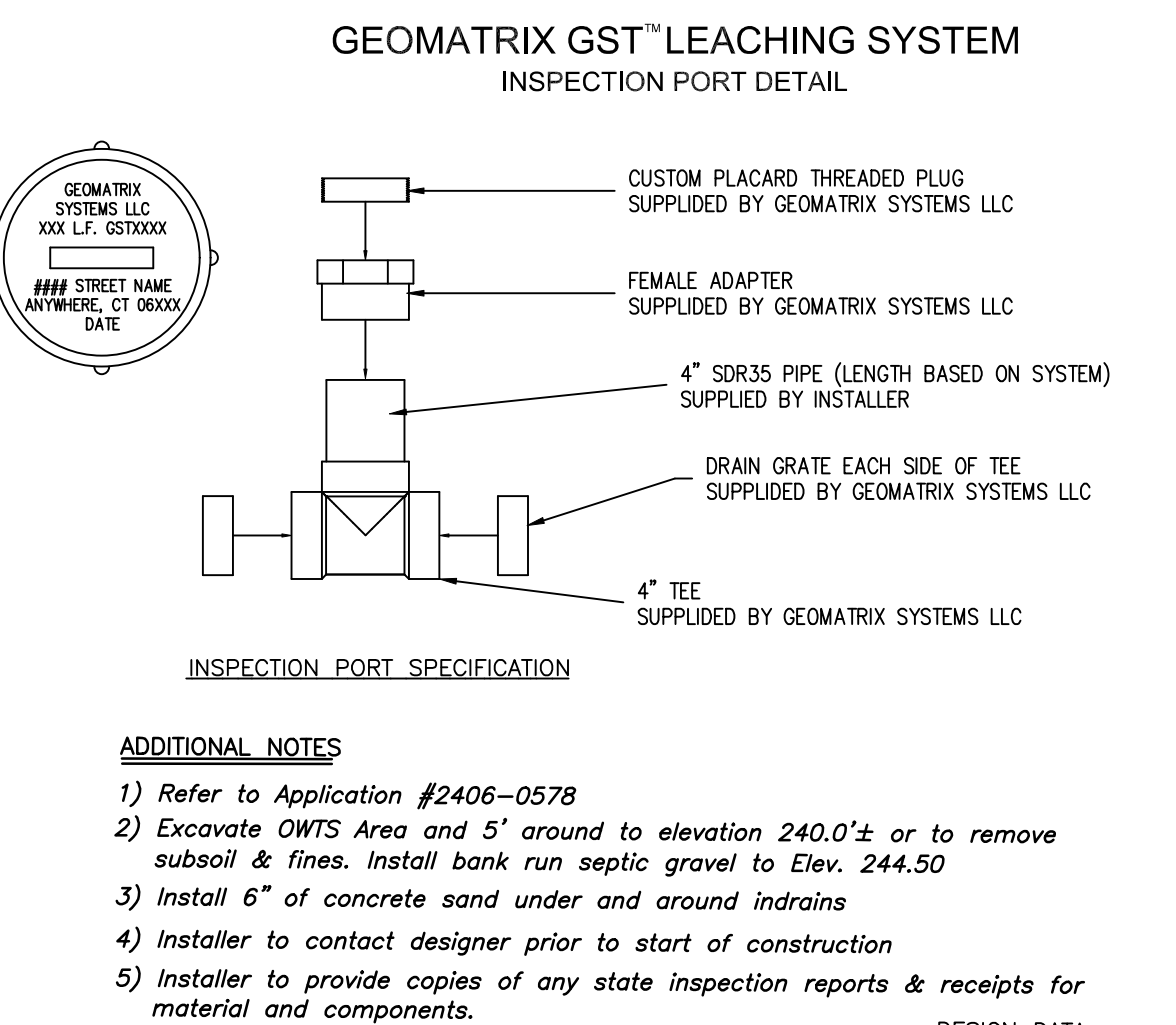 GEOMATRIX GST™ LEACHING SYSTEM
INSPECTION PORT DETAIL
GEOMATRIX
SYSTEMS LLC
XXX L.F. GSTXXXX
#### STREET NAME
ANYWHERE, CT 06XXX
DATE
CUSTOM PLACARD THREADED PLUG
SUPPLIDED BY GEOMATRIX SYSTEMS LLC
FEMALE ADAPTER
SUPPLIDED BY GEOMATRIX SYSTEMS LLC
4" SDR35 PIPE (LENGTH BASED ON SYSTEM)
SUPPLIED BY INSTALLER
DRAIN GRATE EACH SIDE OF TEE
SUPPLIDED BY GEOMATRIX SYSTEMS LLC
4" TEE
SUPPLIDED BY GEOMATRIX SYSTEMS LLC
INSPECTION PORT SPECIFICATION
ADDITIONAL NOTES
1) Refer to Application #2406-0578
2) Excavate OWTS Area and 5' around to elevation 240.0'± or to remove
subsoil & fines. Install bank run septic gravel to Elev. 244.50
3) Install 6" of concrete sand under and around indrains
4) Installer to contact designer prior to start of construction
5) Installer to provide copies of any state inspection reports & receipts for
material and components.
DESIGN DATA